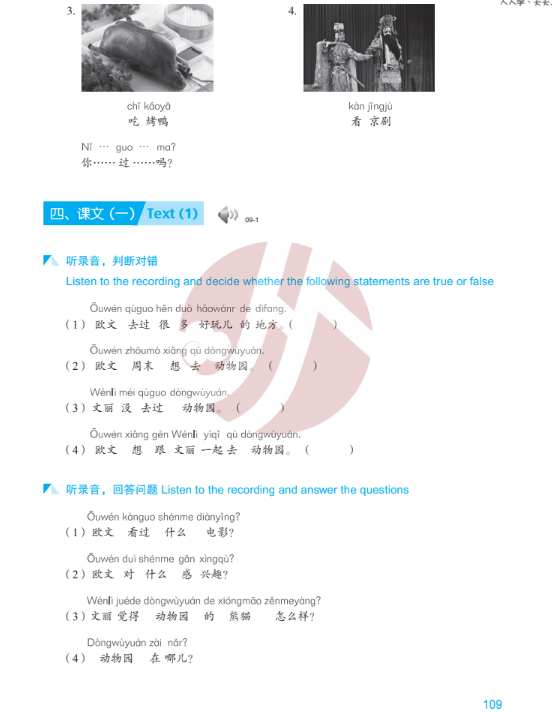 人人学·天天
3.
4.
chī kǎoyā
吃 烤鸭
kàn jīngjù
看 京剧
Nǐ … guo … ma?
你……过……吗?
四、课文(一) Text (1)
09-1
听录音,判断对错
Listen to the recording and decide whether the following statements are true or false
Ōuwén qùguo hěn duō hǎowánr de dìfang.
(1) 欧文 去过 很 多 好玩儿 的 地方。( )
Ōuwén zhōumò xiǎng qù dòngwùyuán.
(2) 欧文 周末 想 去 动物园。( )
Wénlì méi qùguo dòngwùyuán.
(3) 文丽 没 去过 动物园。( )
Ōuwén xiǎng gēn Wénlì yìqǐ qù dòngwùyuán.
(4) 欧文 想 跟 文丽 一起 去 动物园。( )
听录音,回答问题 Listen to the recording and answer the questions
Ōuwén kànguo shénme diànyǐng?
(1) 欧文 看过 什么 电影?
Ōuwén duì shénme gǎn xìngqù?
(2) 欧文 对 什么 感 兴趣?
Wénlì juéde dòngwùyuán de xióngmāo zěnmeyàng?
(3) 文丽 觉得 动物园 的 熊猫 怎么样?
Dòngwùyuán zài nǎr?
(4) 动物园 在 哪儿?
109